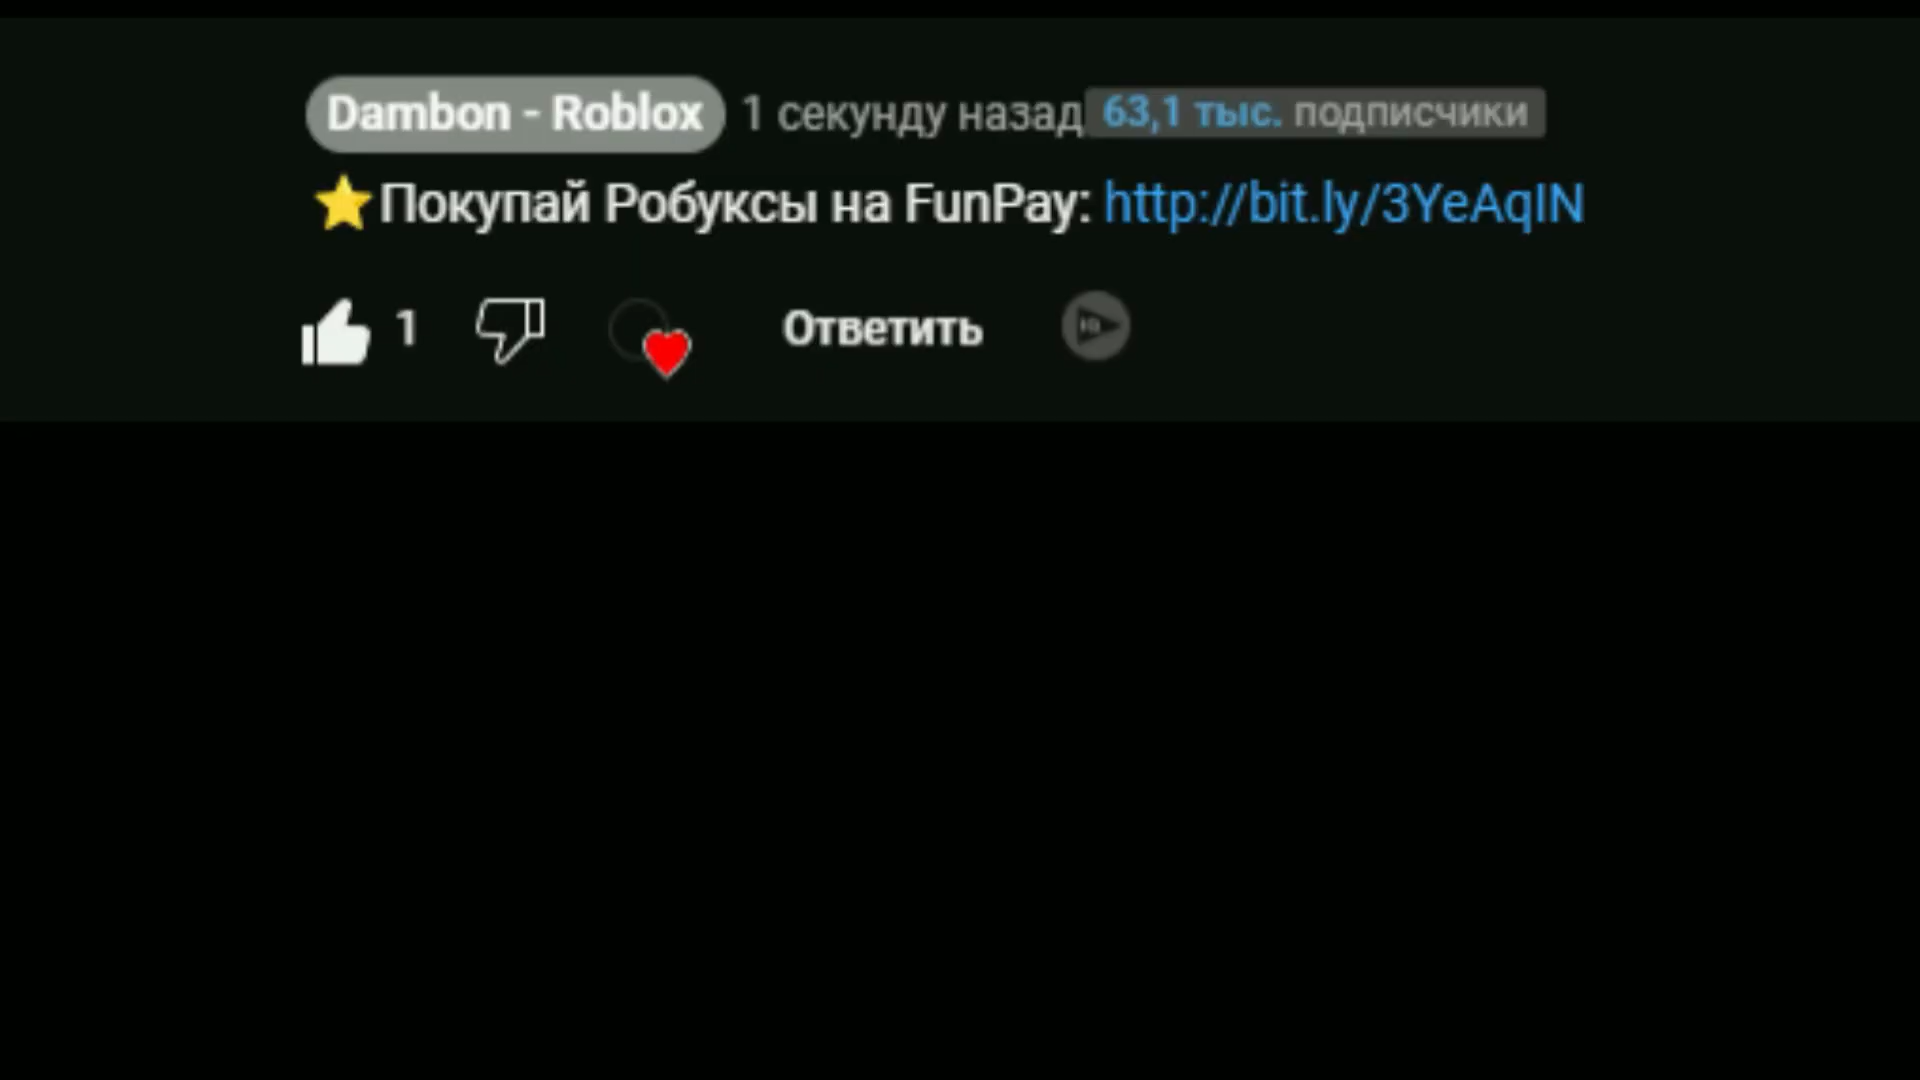 Dambon - Roblox 1 секунду назад 63,1 тыс. подписчики
⭐Покупай Робуксы на FunPay: http://bit.ly/3YeAqIN
1 Ответить